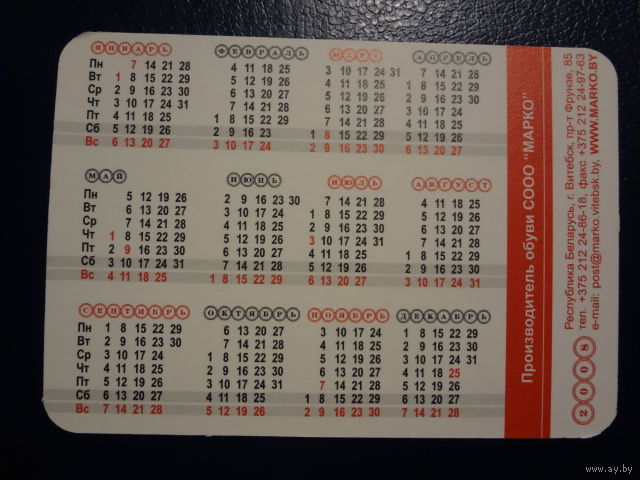 ЯНВАРЬ ФЕВРАЛЬ МАРТ АПРЕЛЬ
Пн 7 14 21 28 4 11 18 25 3 10 17 24 31 7 14 21 28
Вт 1 8 15 22 29 5 12 19 26 4 11 18 25 1 8 15 22 29
Ср 2 9 16 23 30 6 13 20 27 5 12 19 26 2 9 16 23 30
Чт 3 10 17 24 31 7 14 21 28 6 13 20 27 3 10 17 24
Пт 4 11 18 25 1 8 15 22 29 7 14 21 28 4 11 18 25
Сб 5 12 19 26 2 9 16 23 1 8 15 22 29 5 12 19 26
Вс 6 13 20 27 3 10 17 24 2 9 16 23 30 6 13 20 27
МАЙ ИЮНЬ ИЮЛЬ АВГУСТ
Пн 5 12 19 26 2 9 16 23 30 7 14 21 28 4 11 18 25
Вт 6 13 20 27 3 10 17 24 1 8 15 22 29 5 12 19 26
Ср 7 14 21 28 4 11 18 25 2 9 16 23 30 6 13 20 27
Чт 1 8 15 22 29 5 12 19 26 3 10 17 24 31 7 14 21 28
Пт 2 9 16 23 30 6 13 20 27 4 11 18 25 1 8 15 22 29
Сб 3 10 17 24 31 7 14 21 28 5 12 19 26 2 9 16 23 30
Вс 4 11 18 25 1 8 15 22 29 6 13 20 27 3 10 17 24 31
СЕНТЯБРЬ ОКТЯБРЬ НОЯБРЬ ДЕКАБРЬ
Пн 1 8 15 22 29 6 13 20 27 3 10 17 24 1 8 15 22 29
Вт 2 9 16 23 30 7 14 21 28 4 11 18 25 2 9 16 23 30
Ср 3 10 17 24 1 8 15 22 29 5 12 19 26 3 10 17 24 31
Чт 4 11 18 25 2 9 16 23 30 6 13 20 27 4 11 18 25
Пт 5 12 19 26 3 10 17 24 31 7 14 21 28 5 12 19 26
Сб 6 13 20 27 4 11 18 25 1 8 15 22 29 6 13 20 27
Вс 7 14 21 28 5 12 19 26 2 9 16 23 30 7 14 21 28
Производитель обуви СООО "МАРКО"
Республика Беларусь, г. Витебск, пр-т Фрунзе, 85
тел. +375 212 24-86-18, факс +375 212 24-97-63
e-mail: post@marko.vitebsk.by, WWW.MARKO.BY
2008
www.ay.by